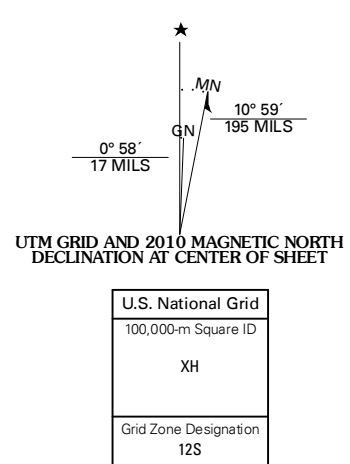 ★
MN
GN
10° 59´
195 MILS
0° 58´
17 MILS
UTM GRID AND 2010 MAGNETIC NORTH
DECLINATION AT CENTER OF SHEET
U.S. National Grid
100,000-m Square ID
XH
Grid Zone Designation
12S